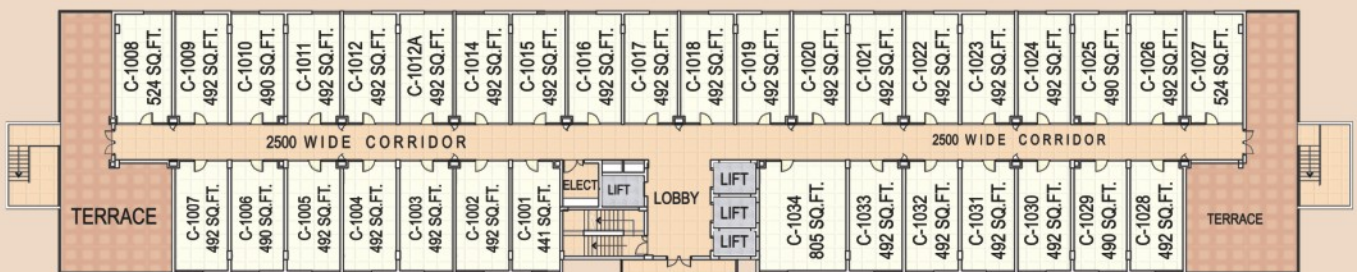 C-1008
524 SQ.FT.
C-1009
492 SQ.FT.
C-1010
490 SQ.FT.
C-1011
492 SQ.FT.
C-1012
492 SQ.FT.
C-1012A
492 SQ.FT.
C-1014
492 SQ.FT.
C-1015
492 SQ.FT.
C-1016
492 SQ.FT.
C-1017
492 SQ.FT.
C-1018
492 SQ.FT.
C-1019
492 SQ.FT.
C-1020
492 SQ.FT.
C-1021
492 SQ.FT.
C-1022
492 SQ.FT.
C-1023
492 SQ.FT.
C-1024
492 SQ.FT.
C-1025
490 SQ.FT.
C-1026
492 SQ.FT.
C-1027
524 SQ.FT.
2500 WIDE CORRIDOR
2500 WIDE CORRIDOR
TERRACE
C-1007
492 SQ.FT.
C-1006
490 SQ.FT.
C-1005
492 SQ.FT.
C-1004
492 SQ.FT.
C-1003
492 SQ.FT.
C-1002
492 SQ.FT.
C-1001
441 SQ.FT.
ELECT.
LIFT
LOBBY
LIFT
LIFT
LIFT
C-1034
805 SQ.FT.
C-1033
492 SQ.FT.
C-1032
492 SQ.FT.
C-1031
492 SQ.FT.
C-1030
492 SQ.FT.
C-1029
490 SQ.FT.
C-1028
492 SQ.FT.
TERRACE